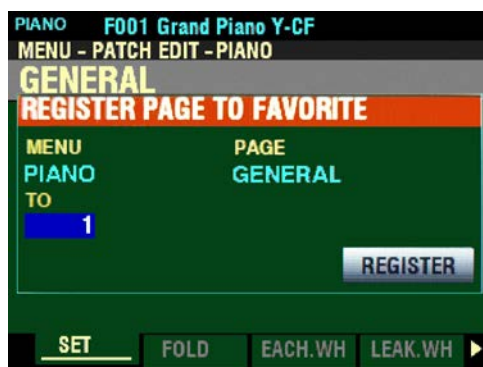 PIANO F001 Grand Piano Y-CF
MENU - PATCH EDIT -PIANO
GENERAL
REGISTER PAGE TO FAVORITE
MENU PAGE
PIANO GENERAL
TO
1
REGISTER
SET FOLD EACH.WH LEAK.WH